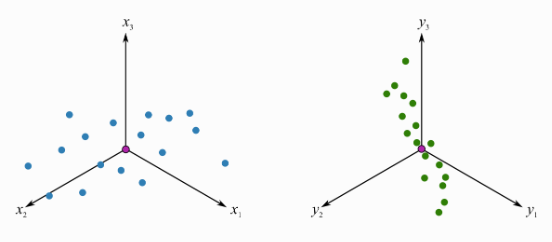 x₃
y₃
x₂
x₁
y₂
y₁